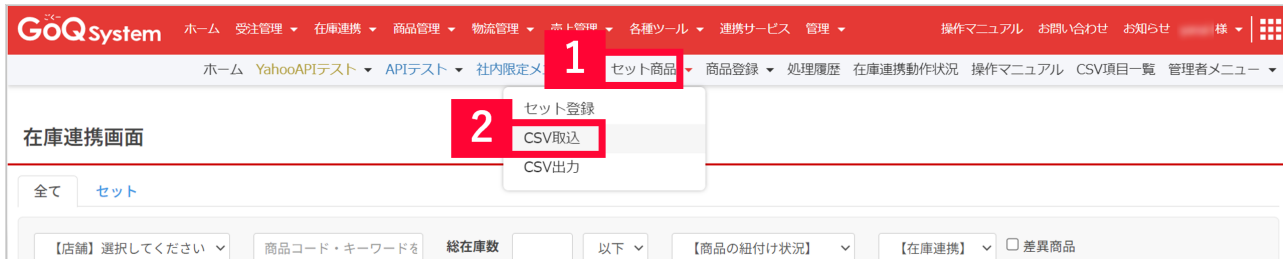 ごくー
GoQSystem ホーム 受注管理 在庫連携 商品管理 物流管理 売上管理 各種ツール 連携サービス 管理 操作マニュアル お問い合わせ お知らせ 様
ホーム YahooAPIテスト APIテスト 社内限定メ 1 セット商品 商品登録 処理履歴 在庫連携動作状況 操作マニュアル CSV項目一覧 管理者メニュー
セット登録
2 CSV取込
CSV出力
在庫連携画面
全て セット
【店舗】選択してください 商品コード・キーワードを 総在庫数 以下 【商品の紐付け状況】 【在庫連携】 差異商品